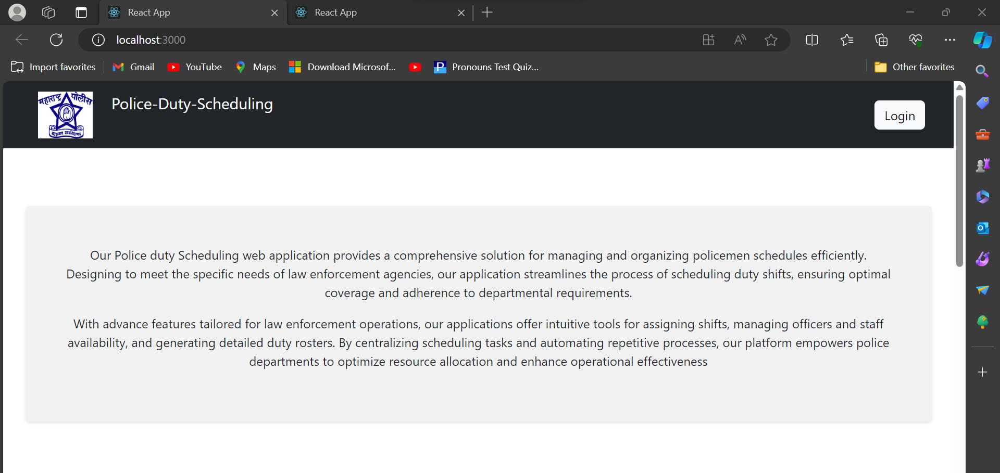 React App
React App
localhost:3000
Import favorites
Gmail
YouTube
Maps
Download Microsof...
Pronouns Test Quiz...
Other favorites
महाराष्ट्र पोलीस
Police-Duty-Scheduling
Login
Our Police duty Scheduling web application provides a comprehensive solution for managing and organizing policemen schedules efficiently.
Designing to meet the specific needs of law enforcement agencies, our application streamlines the process of scheduling duty shifts, ensuring optimal
coverage and adherence to departmental requirements.
With advance features tailored for law enforcement operations, our applications offer intuitive tools for assigning shifts, managing officers and staff
availability, and generating detailed duty rosters. By centralizing scheduling tasks and automating repetitive processes, our platform empowers police
departments to optimize resource allocation and enhance operational effectiveness